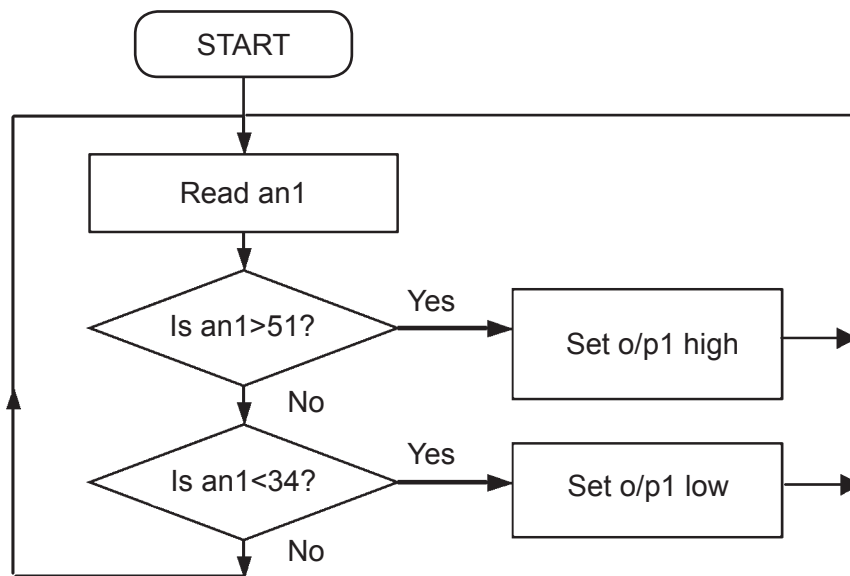 START
Read an1
Is an1>51?
Yes
Set o/p1 high
No
Is an1<34?
Yes
Set o/p1 low
No